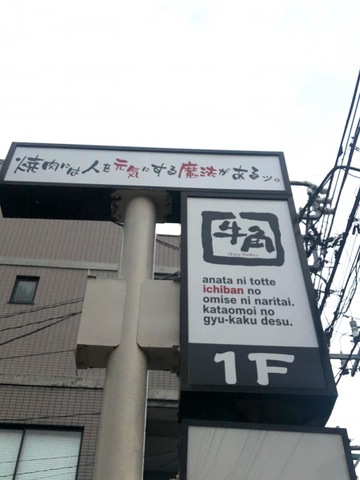 焼肉には人を元気にする魔法があるッ。
牛角
Gyu-Kaku
anata ni totte
ichiban no
omise ni naritai.
kataomoi no
gyu-kaku desu.
1F